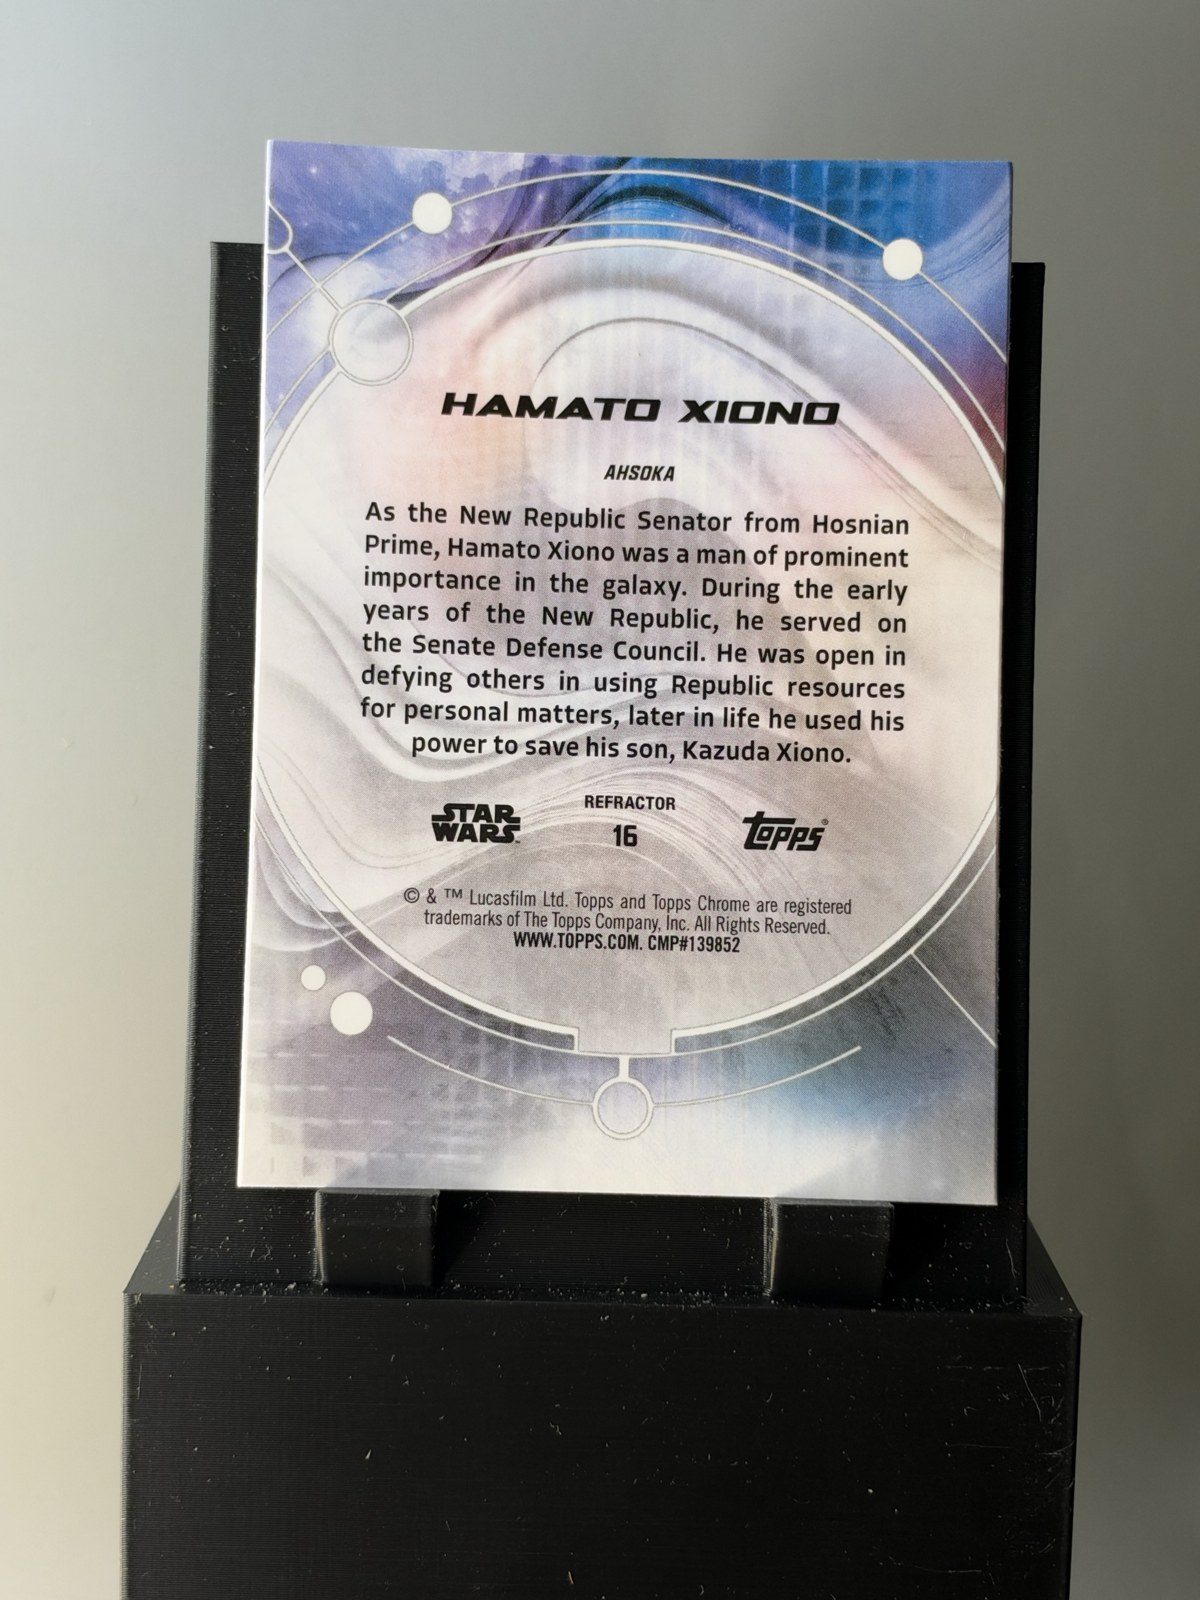 HAMATO XIONO
AHSOKA
As the New Republic Senator from Hosnian
Prime, Hamato Xiono was a man of prominent
importance in the galaxy. During the early
years of the New Republic, he served on
the Senate Defense Council. He was open in
defying others in using Republic resources
for personal matters, later in life he used his
power to save his son, Kazuda Xiono.
STAR
WARS™
REFRACTOR
16
Topps®
© & ™ Lucasfilm Ltd. Topps and Topps Chrome are registered
trademarks of The Topps Company, Inc. All Rights Reserved.
WWW.TOPPS.COM. CMP#139852